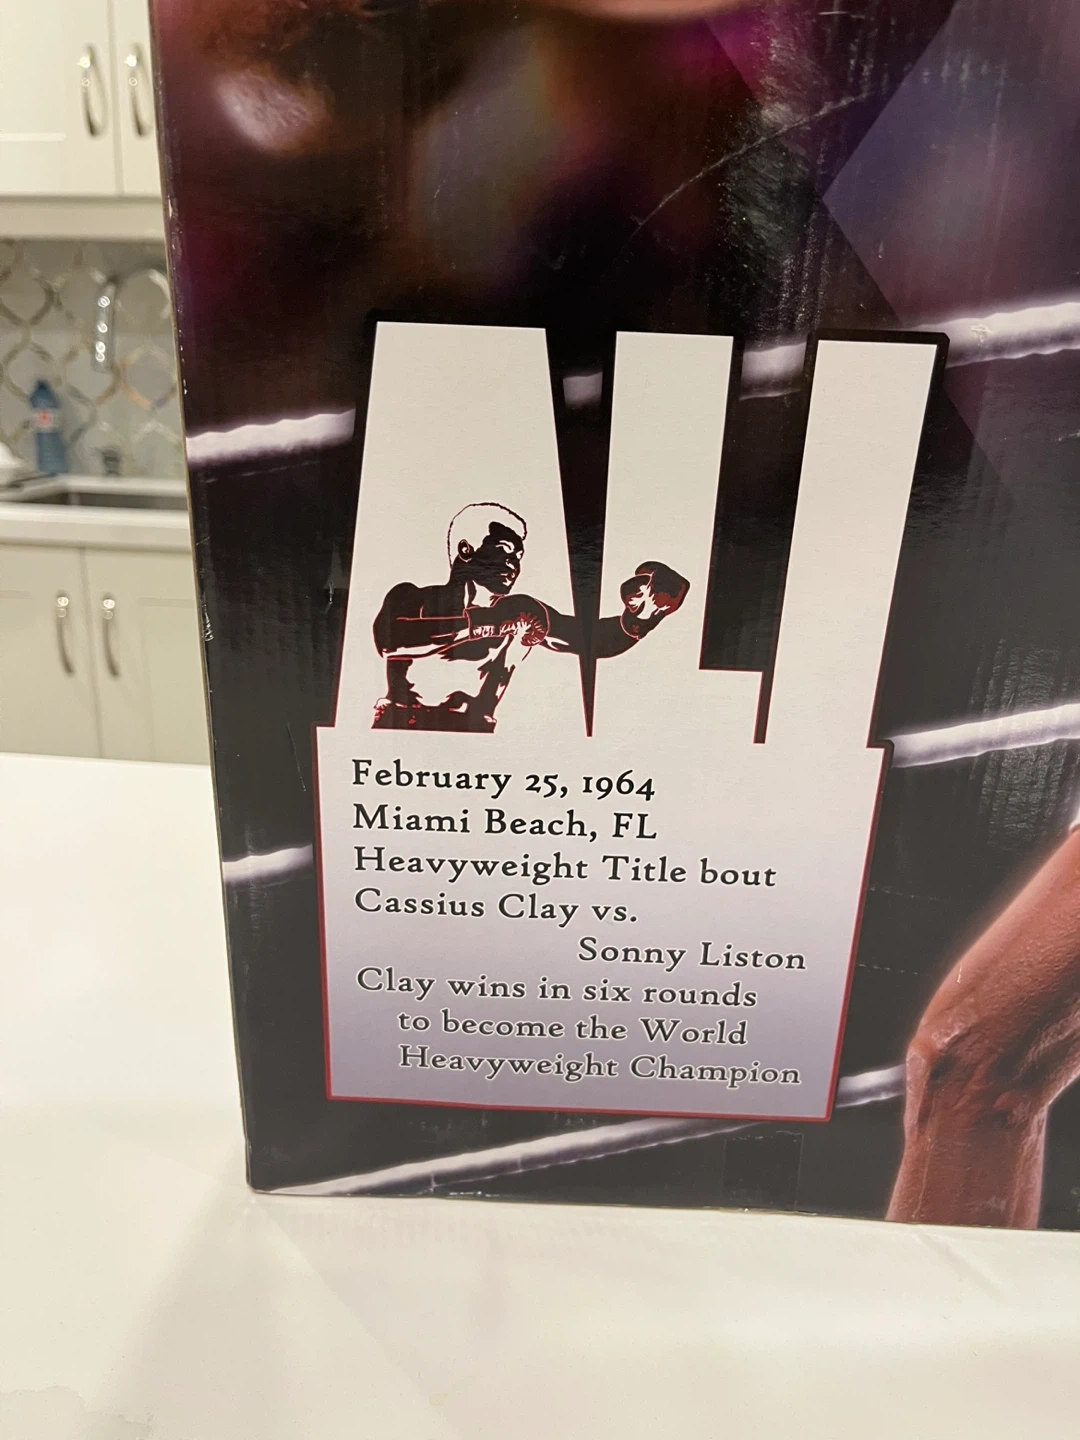 ALI
February 25, 1964
Miami Beach, FL
Heavyweight Title bout
Cassius Clay vs.
Sonny Liston
Clay wins in six rounds
to become the World
Heavyweight Champion